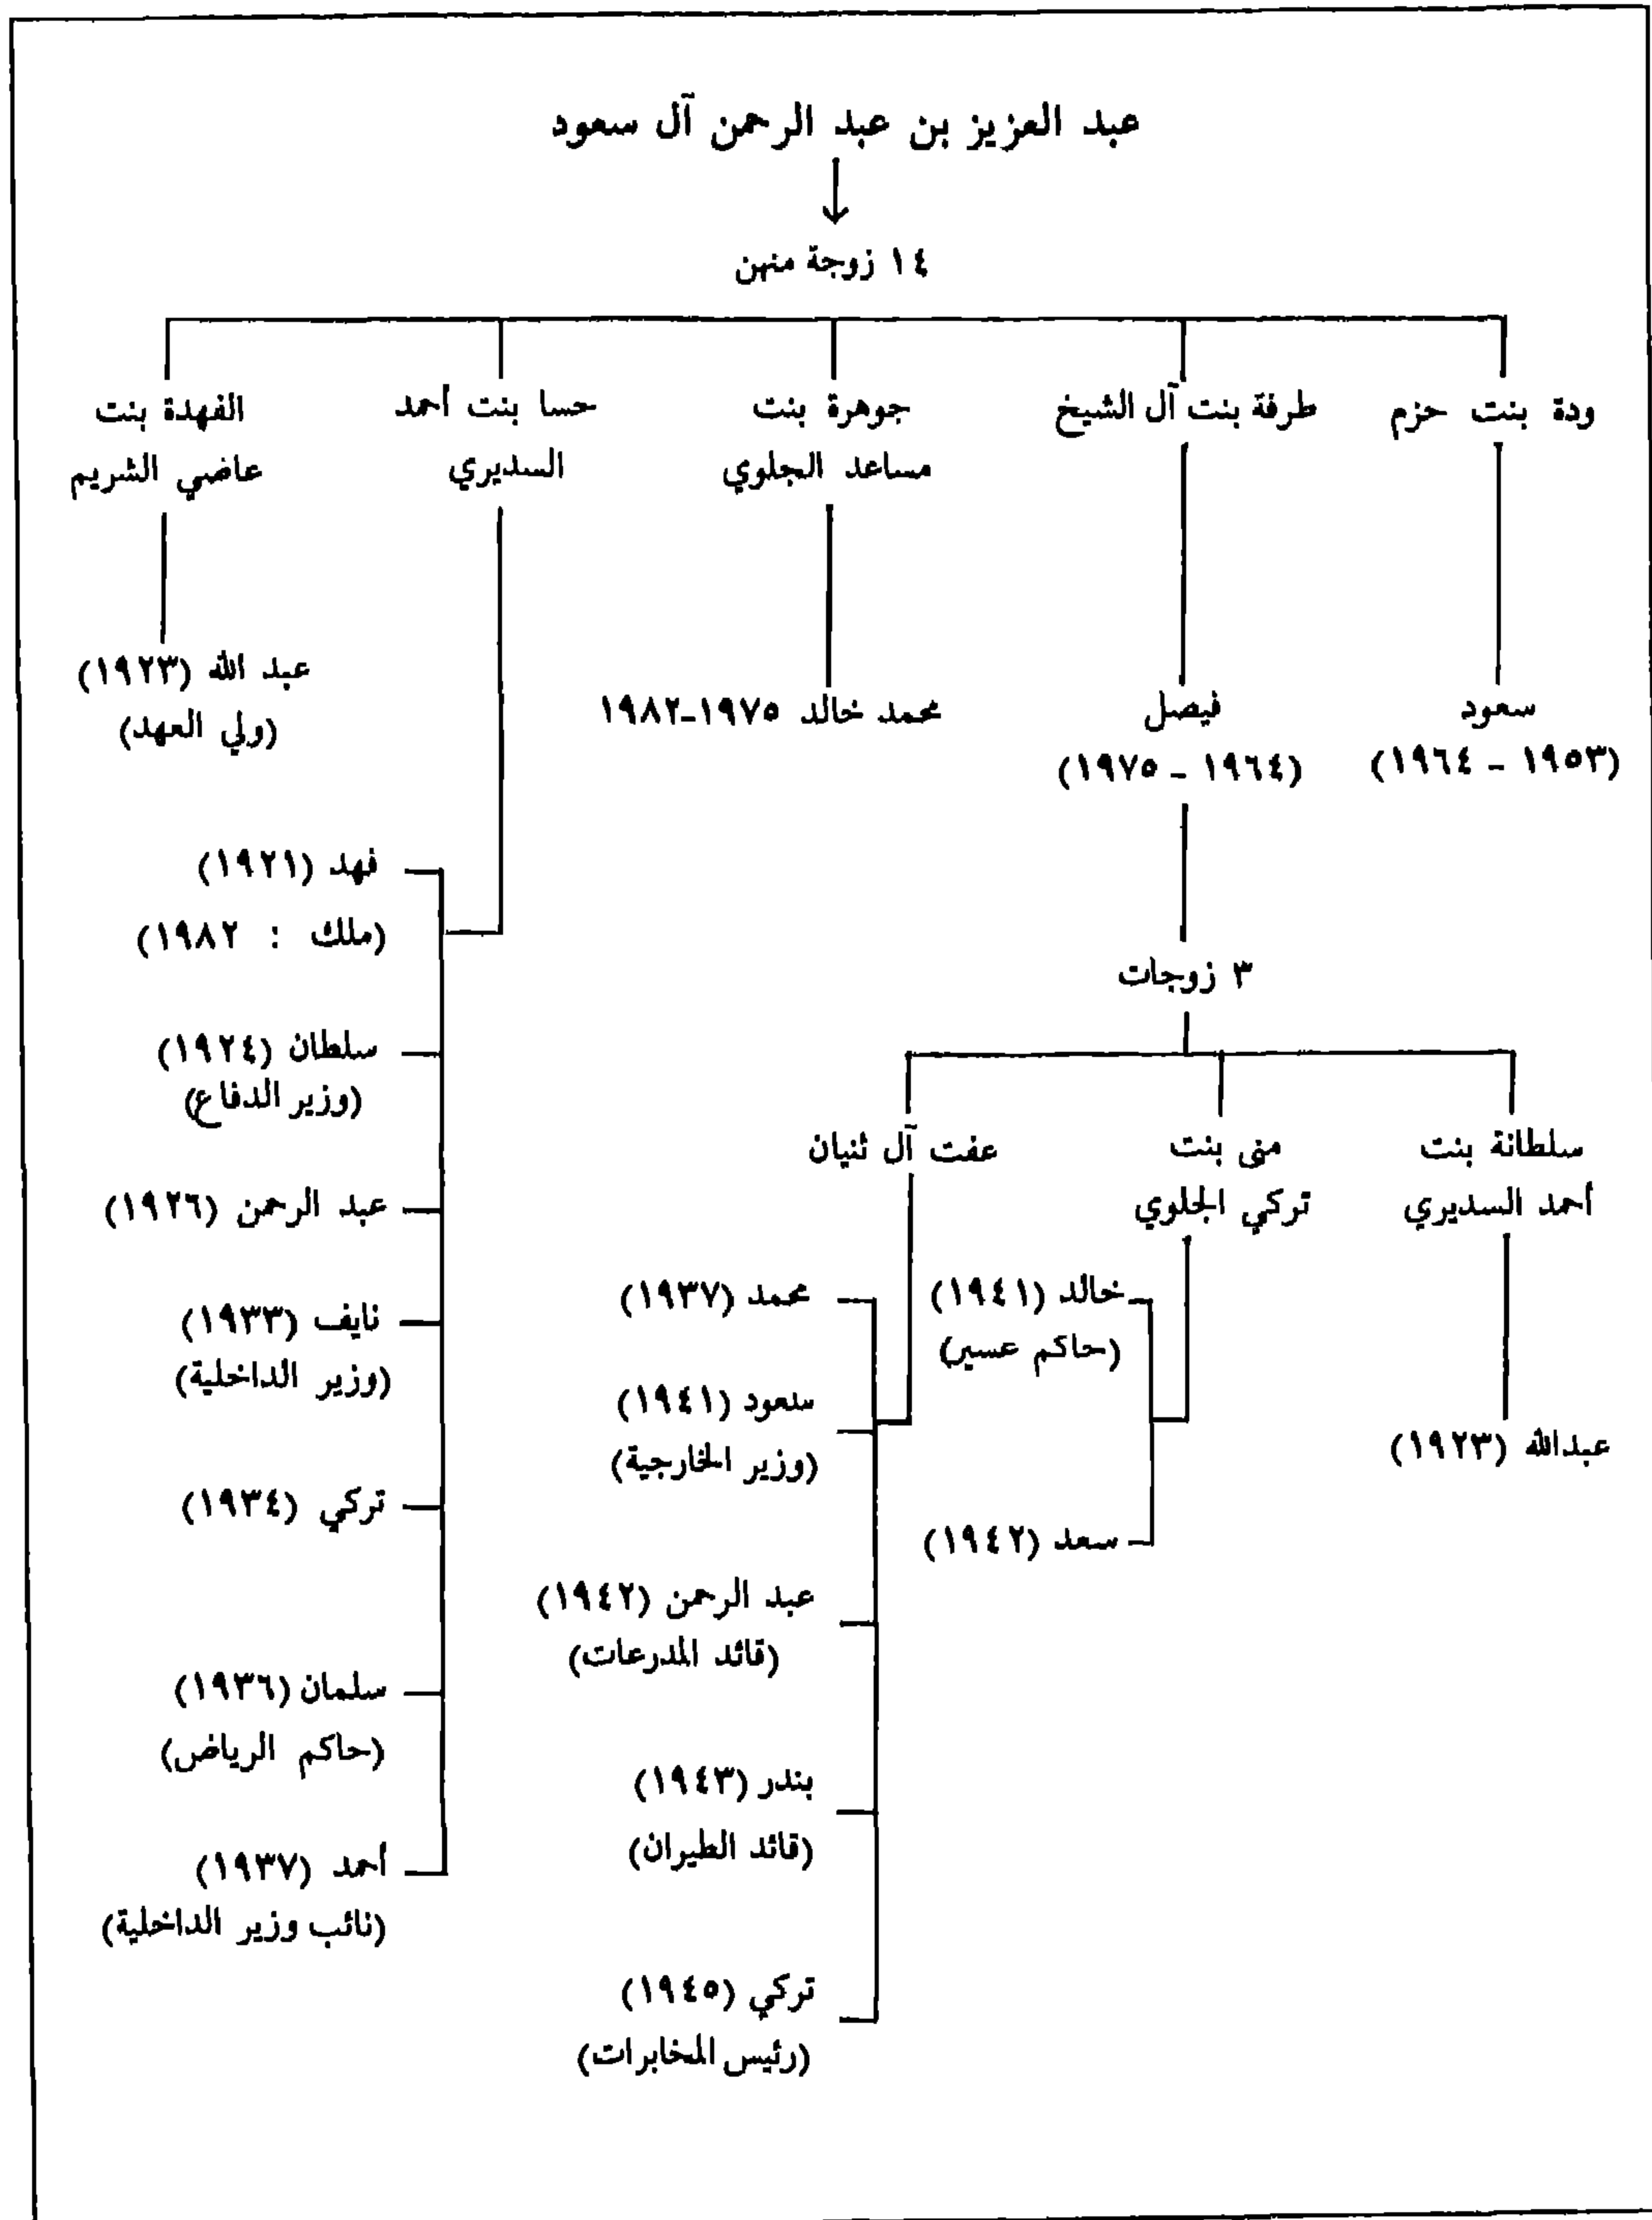 عبد العزيز بن عبد الرحمن آل سعود
١٤ زوجة منهن
ودة بنت حزم
طرفة بنت آل الشيخ
جوهرة بنت
مساعد الجلوي
حسا بنت أحمد
السديري
الفهدة بنت
عاضي الشريم
سعود
(١٩٥٣ - ١٩٦٤)
فيصل
(١٩٦٤ - ١٩٧٥)
محمد خالد ١٩٧٥-١٩٨٢
عبد الله (١٩٢٣)
(ولي العهد)
٣ زوجات
سلطانة بنت
أحمد السديري
منى بنت
تركي الجلوي
عفت آل ثنيان
عبدالله (١٩٢٣)
خالد (١٩٤١)
(حاكم عسير)
سعد (١٩٤٢)
محمد (١٩٣٧)
سعود (١٩٤١)
(وزير الخارجية)
عبد الرحمن (١٩٤٢)
(قائد المدرعات)
بندر (١٩٤٣)
(قائد الطيران)
تركي (١٩٤٥)
(رئيس المخابرات)
فهد (١٩٢١)
(ملك : ١٩٨٢)
سلطان (١٩٢٤)
(وزير الدفاع)
عبد الرحمن (١٩٢٦)
نايف (١٩٣٣)
(وزير الداخلية)
تركي (١٩٣٤)
سلمان (١٩٣٦)
(حاكم الرياض)
أحمد (١٩٣٧)
(نائب وزير الداخلية)